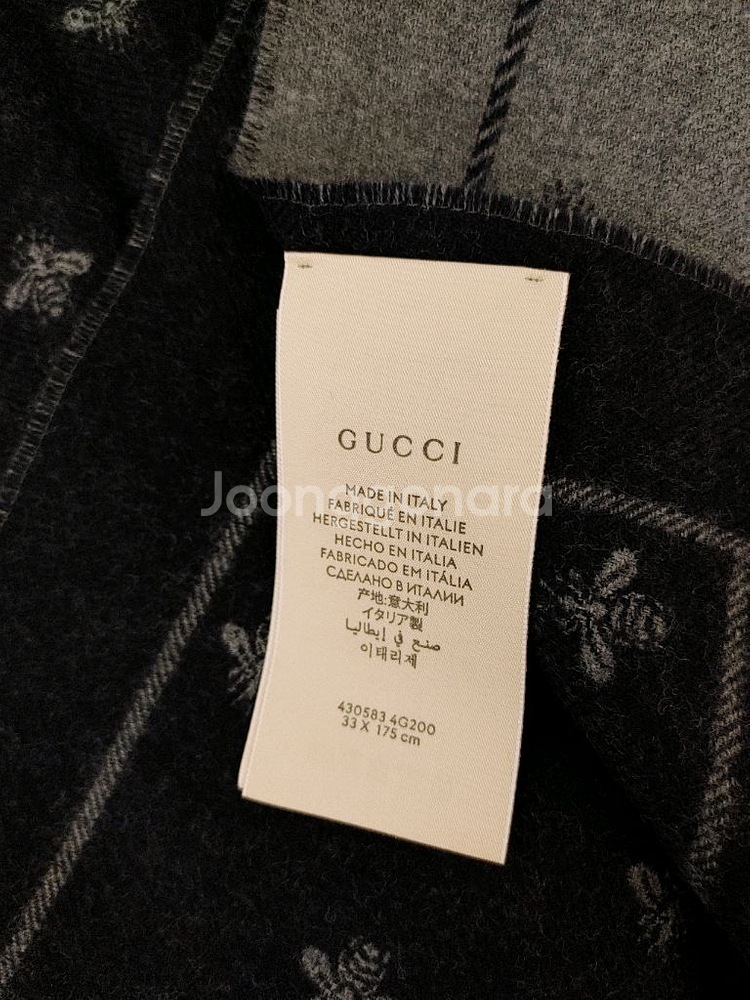 GUCCI
MADE IN ITALY
FABRIQUÉ EN ITALIE
HERGESTELLT IN ITALIEN
HECHO EN ITALIA
FABRICADO EM ITÁLIA
СДЕЛАНО В ИТАЛИИ
产地:意大利
イタリア製
صنع في إيطاليا
이태리제
430583 4G200
33 X 175 cm
Joonggonara